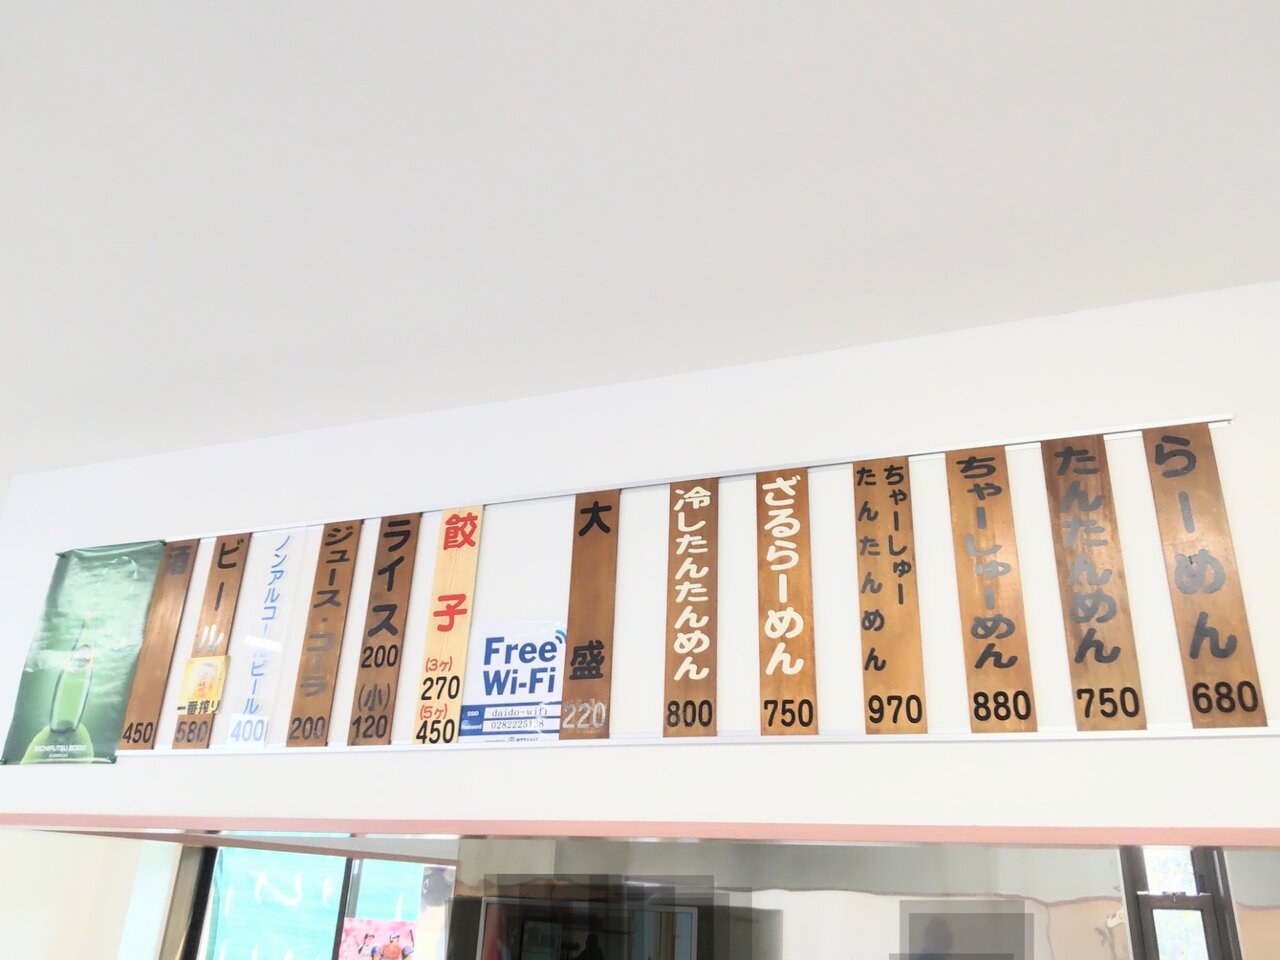 らーめん
680
たんたんめん
750
ちゃーしゅーめん
880
ちゃーしゅー
たんたんめん
970
ざるらーめん
750
冷したんたんめん
800
大盛
220
Free
Wi-Fi
SSID
daido-wifi
餃子
(3ヶ)
270
(5ヶ)
450
ライス
200
(小)
120
ジュース・コーラ
200
ノンアルコールビール
400
ビール
一番搾り
580
酒
450